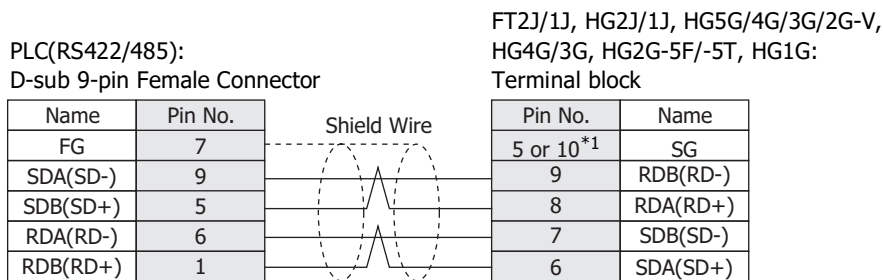 PLC(RS422/485):
D-sub 9-pin Female Connector
FT2J/1J, HG2J/1J, HG5G/4G/3G/2G-V,
HG4G/3G, HG2G-5F/-5T, HG1G:
Terminal block
Name Pin No. Shield Wire Pin No. Name
FG 7 5 or 10*1 SG
SDA(SD-) 9 9 RDB(RD-)
SDB(SD+) 5 8 RDA(RD+)
RDA(RD-) 6 7 SDB(SD-)
RDB(RD+) 1 6 SDA(SD+)